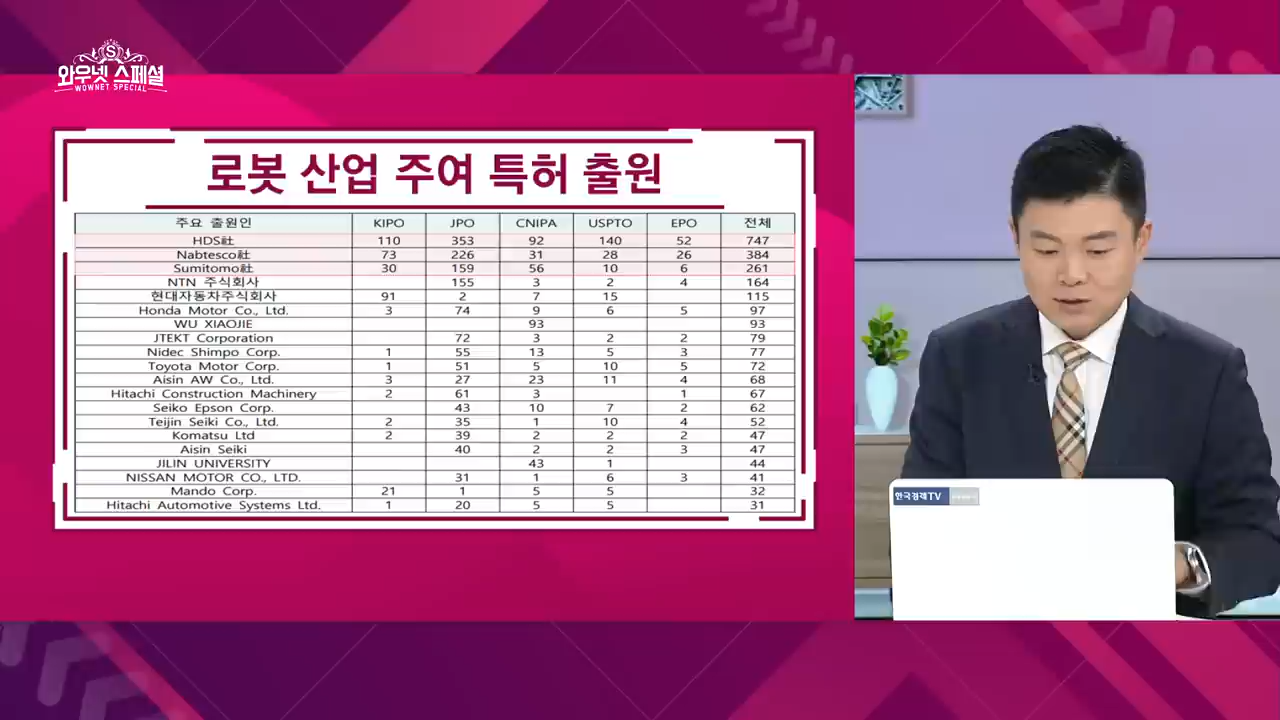 S
와우넷 스페셜
WOWNET SPECIAL
로봇 산업 주여 특허 출원
주요 출원인 KIPO JPO CNIPA USPTO EPO 전체
HDS社 110 353 92 140 52 747
Nabtesco社 73 226 31 28 26 384
Sumitomo社 30 159 56 10 6 261
NTN 주식회사 155 3 2 4 164
현대자동차주식회사 91 2 7 15 115
Honda Motor Co., Ltd. 3 74 9 6 5 97
WU XIAOJIE 93 93
JTEKT Corporation 72 3 2 2 79
Nidec Shimpo Corp. 1 55 13 5 3 77
Toyota Motor Corp. 1 51 5 10 5 72
Aisin AW Co., Ltd. 3 27 23 11 4 68
Hitachi Construction Machinery 2 61 3 1 67
Seiko Epson Corp. 43 10 7 2 62
Teijin Seiki Co., Ltd. 2 35 1 10 4 52
Komatsu Ltd 2 39 2 2 2 47
Aisin Seiki 40 2 2 3 47
JILIN UNIVERSITY 43 1 44
NISSAN MOTOR CO., LTD. 31 1 6 3 41
Mando Corp. 21 1 5 5 32
Hitachi Automotive Systems Ltd. 1 20 5 5 31
한국경제TV